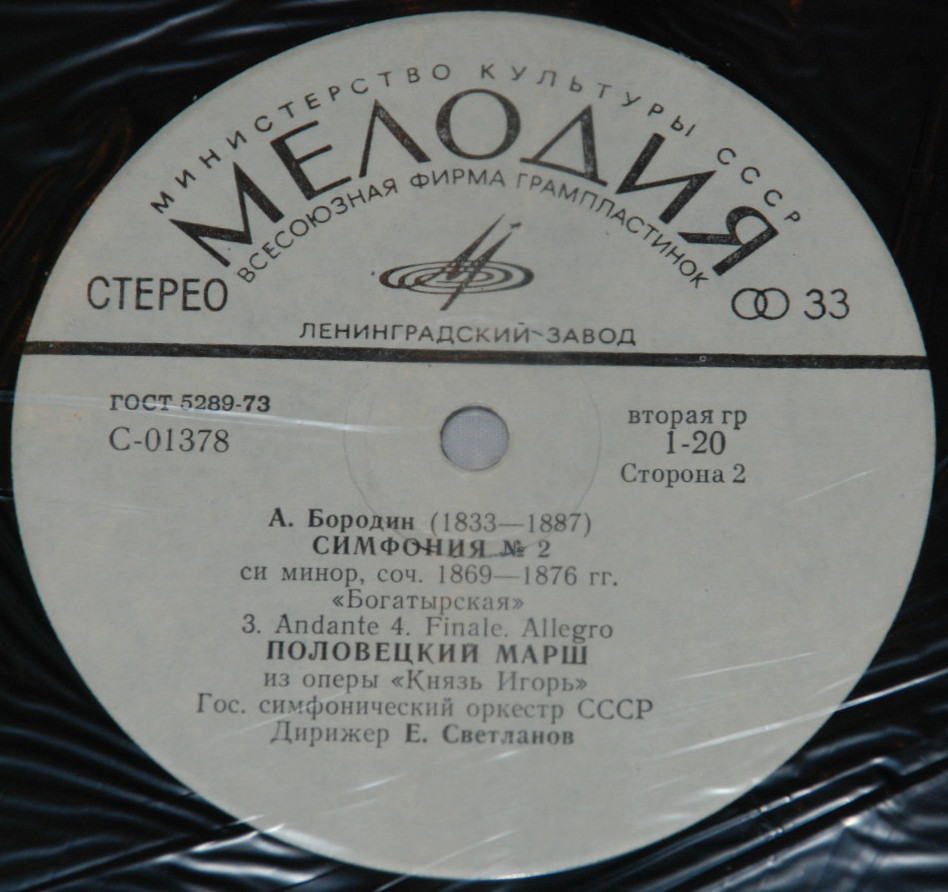 МИНИСТЕРСТВО КУЛЬТУРЫ СССР
МЕЛОДИЯ
ВСЕСОЮЗНАЯ ФИРМА ГРАМПЛАСТИНОК
СТЕРЕО
33
ЛЕНИНГРАДСКИЙ ЗАВОД
ГОСТ 5289-73
С-01378
вторая гр
1-20
Сторона 2
А. Бородин (1833—1887)
СИМФОНИЯ № 2
си минор, соч. 1869—1876 гг.
«Богатырская»
3. Andante 4. Finale. Allegro
ПОЛОВЕЦКИЙ МАРШ
из оперы «Князь Игорь»
Гос. симфонический оркестр СССР
Дирижер Е. Светланов